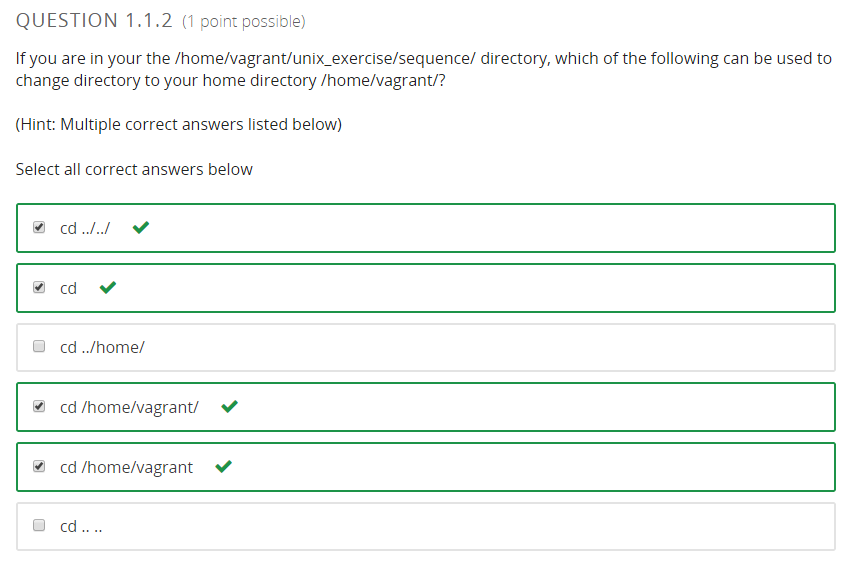 QUESTION 1.1.2 (1 point possible)
If you are in your the /home/vagrant/unix_exercise/sequence/ directory, which of the following can be used to
change directory to your home directory /home/vagrant/?
(Hint: Multiple correct answers listed below)
Select all correct answers below
cd ../../
cd
cd ../home/
cd /home/vagrant/
cd /home/vagrant
cd .. ..